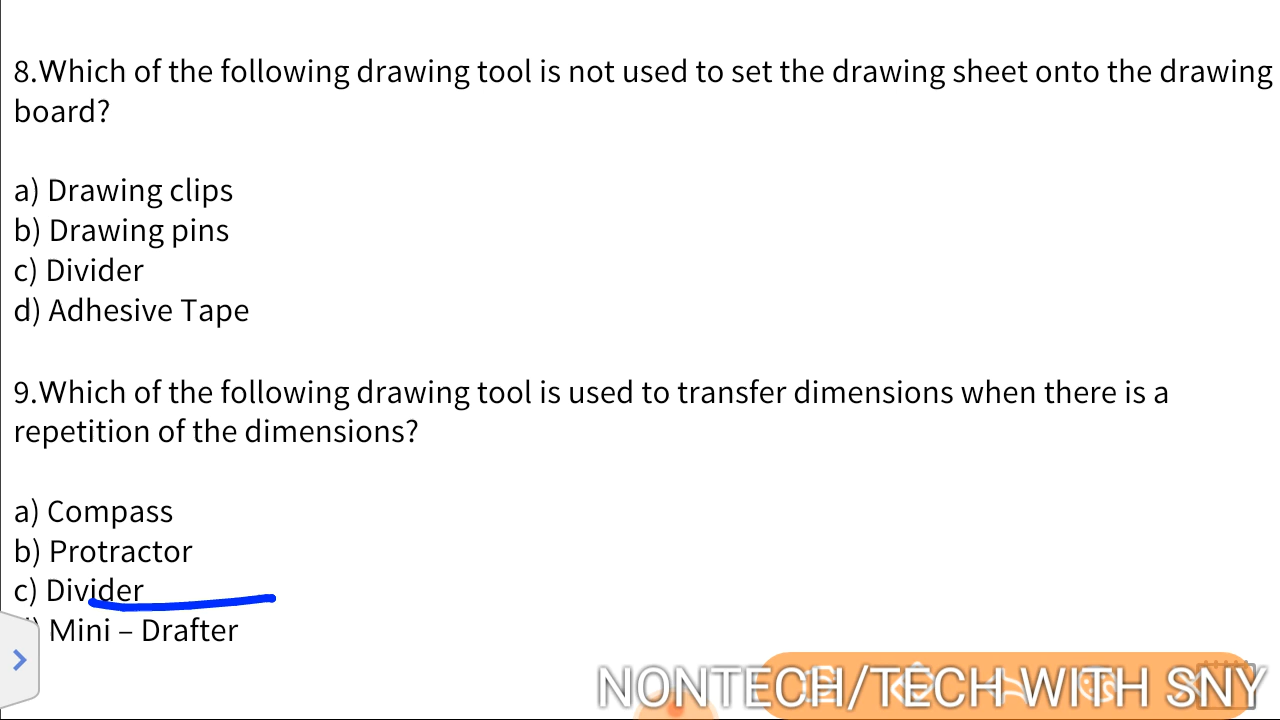 8.Which of the following drawing tool is not used to set the drawing sheet onto the drawing
board?
a) Drawing clips
b) Drawing pins
c) Divider
d) Adhesive Tape
9.Which of the following drawing tool is used to transfer dimensions when there is a
repetition of the dimensions?
a) Compass
b) Protractor
c) Divider
) Mini – Drafter
NONTECH/TECH WITH SNY